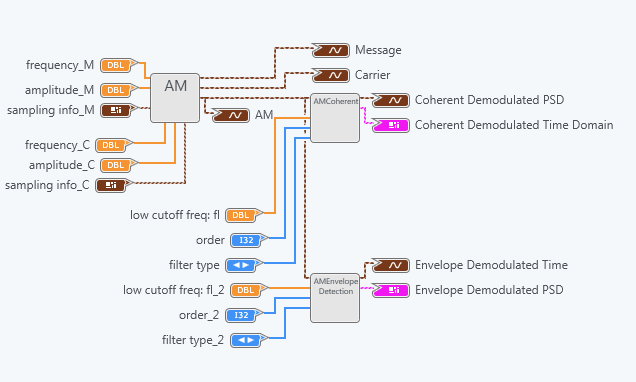 Message
frequency_M DBL
Carrier
amplitude_M DBL
AM
sampling info_M
AMCoherent
Coherent Demodulated PSD
AM
Coherent Demodulated Time Domain
frequency_C DBL
amplitude_C DBL
sampling info_C
low cutoff freq: fl DBL
order I32
filter type
Envelope Demodulated Time
AMEnvelope
Detection
low cutoff freq: fl_2 DBL
Envelope Demodulated PSD
order_2 I32
filter type_2